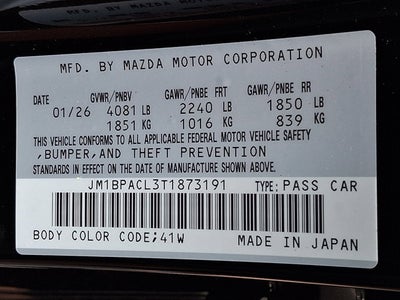 MFD. BY MAZDA MOTOR CORPORATION
DATE GVWR/PNBV GAWR/PNBE FRT GAWR/PNBE RR
01/26 4081 LB 2240 LB 1850 LB
1851 KG 1016 KG 839 KG
THIS VEHICLE CONFORMS TO ALL APPLICABLE FEDERAL MOTOR VEHICLE SAFETY
,BUMPER,AND THEFT PREVENTION
STANDARDS IN EFFECT ON THE DATE OF MANUFACTURE SHOWN ABOVE.
JM1BPACL3T1873191 TYPE: PASS CAR
BODY COLOR CODE;41W MADE IN JAPAN